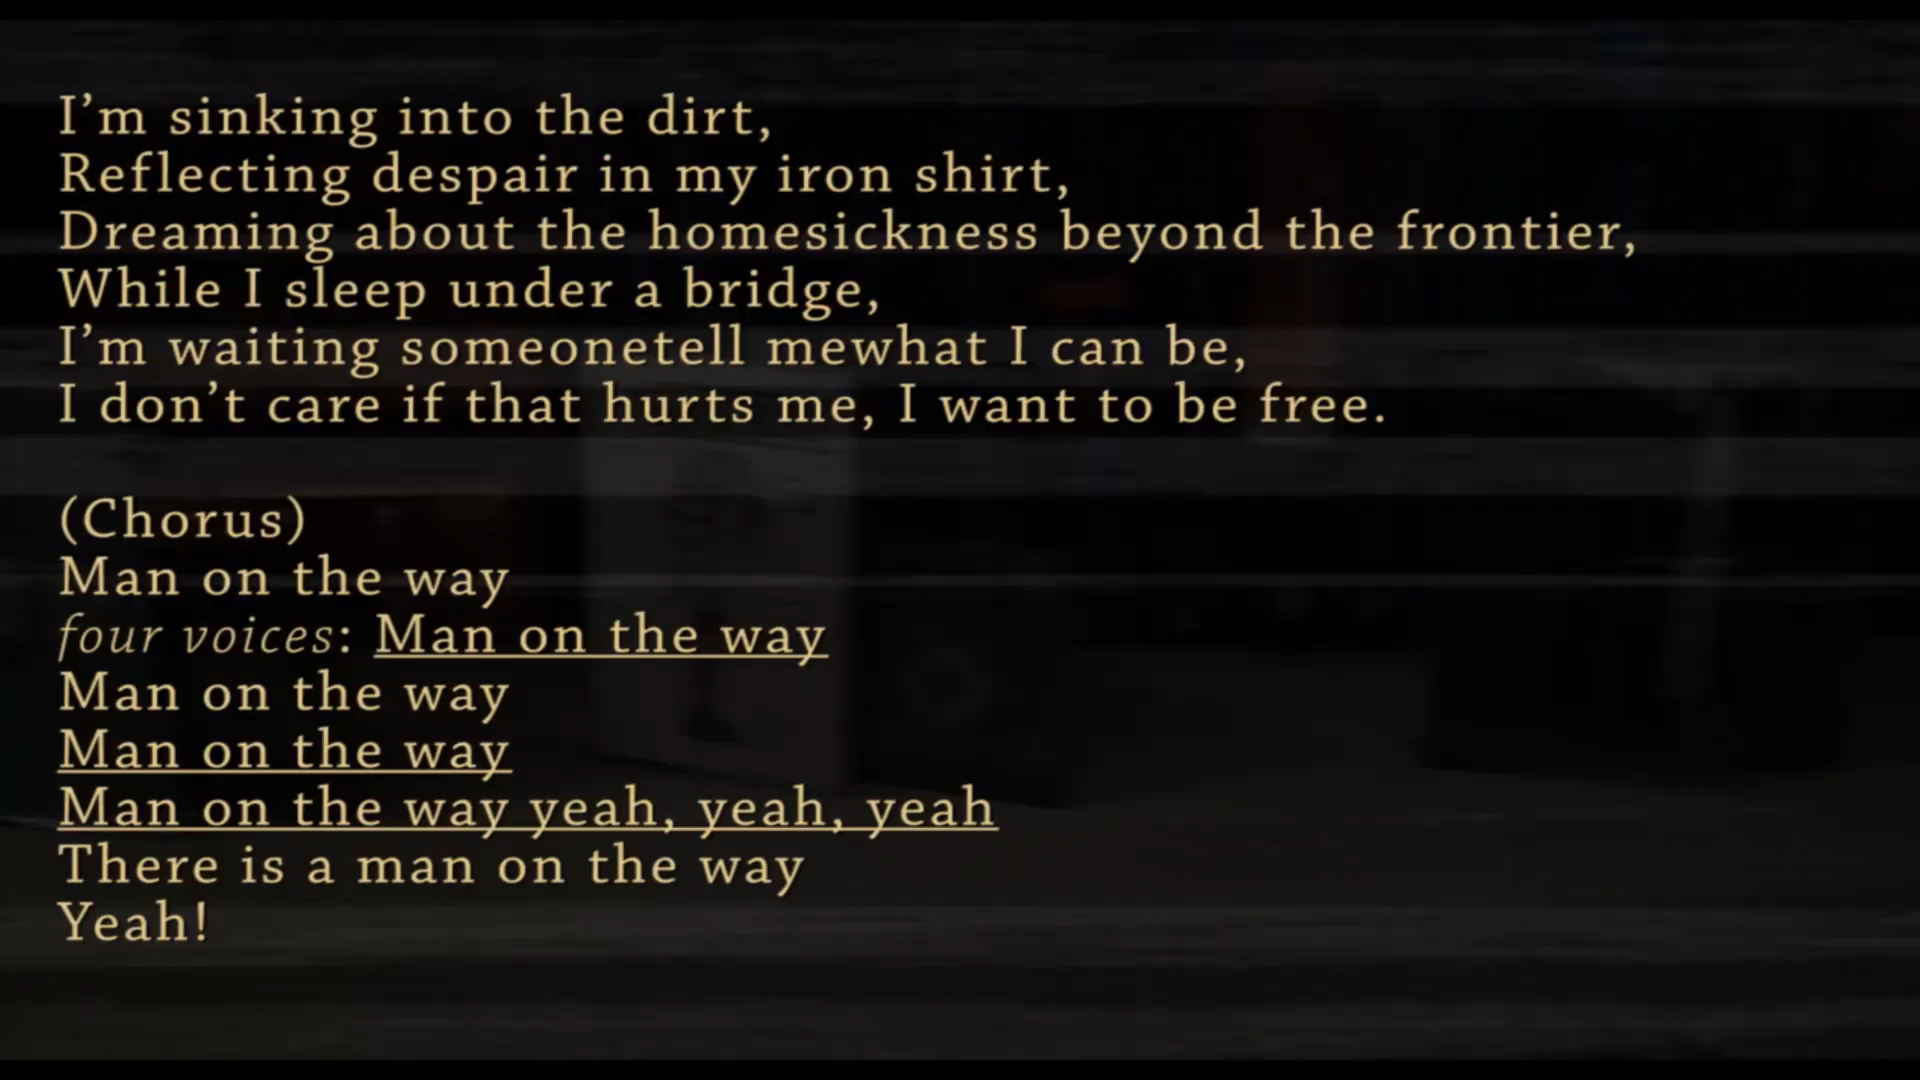 I’m sinking into the dirt,
Reflecting despair in my iron shirt,
Dreaming about the homesickness beyond the frontier,
While I sleep under a bridge,
I’m waiting someonetell mewhat I can be,
I don’t care if that hurts me, I want to be free.
(Chorus)
Man on the way
four voices: Man on the way
Man on the way
Man on the way
Man on the way yeah, yeah, yeah
There is a man on the way
Yeah!